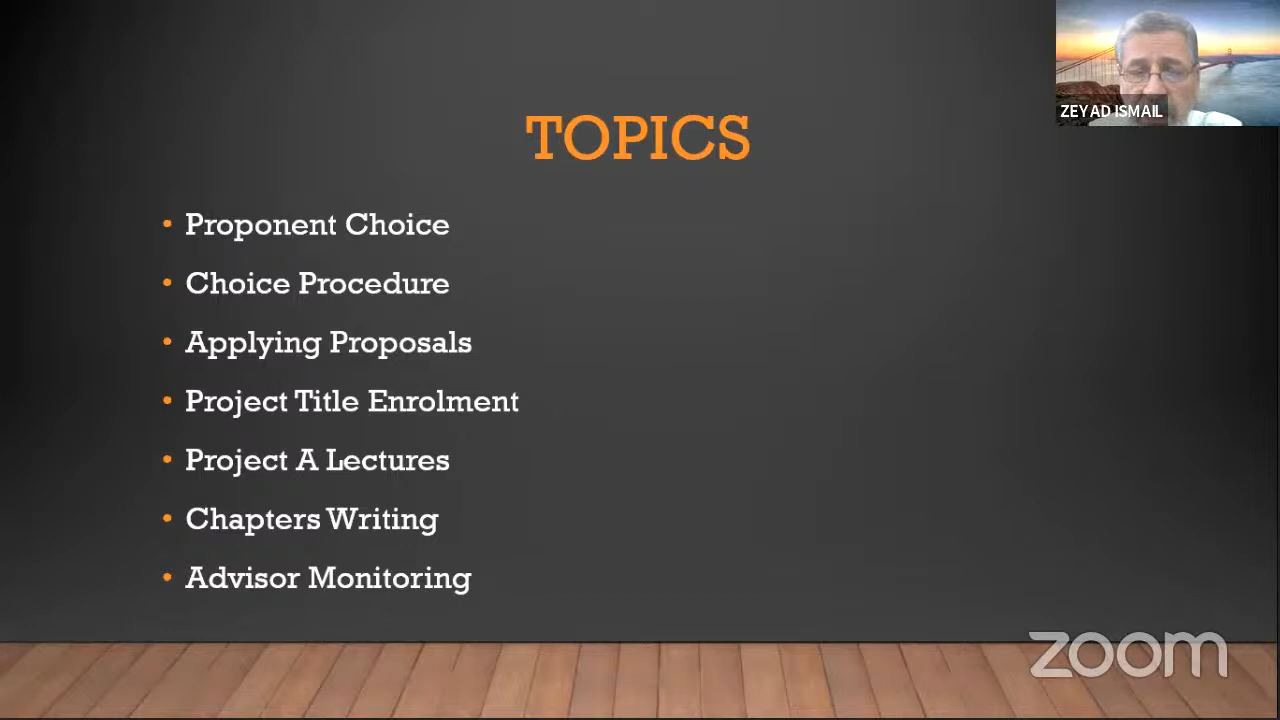 ZEYAD ISMAIL
TOPICS
• Proponent Choice
• Choice Procedure
• Applying Proposals
• Project Title Enrolment
• Project A Lectures
• Chapters Writing
• Advisor Monitoring
zoom